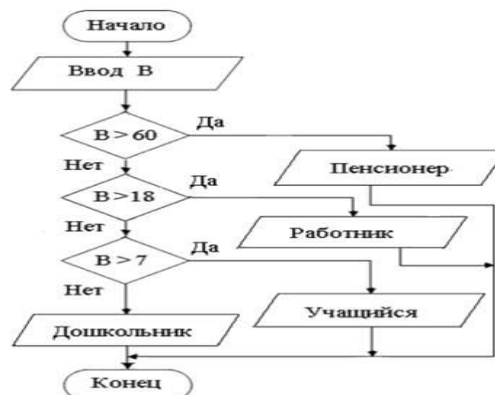 Начало
Ввод В
В > 60
Да
Нет
Пенсионер
В >18
Да
Нет
Работник
В > 7
Да
Нет
Учащийся
Дошкольник
Конец